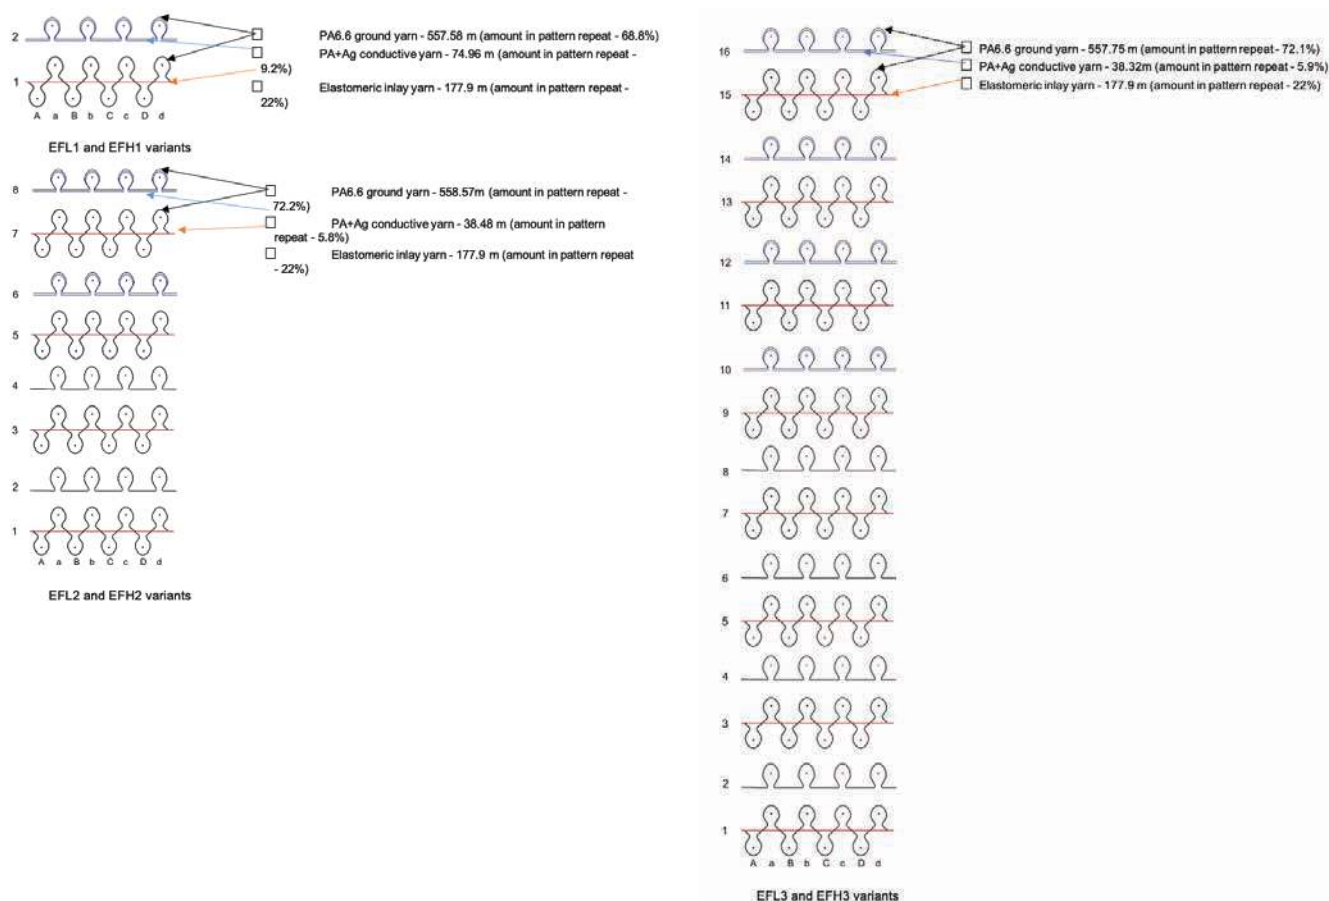 2
PA6.6 ground yarn - 557.58 m (amount in pattern repeat - 68.8%)
PA+Ag conductive yarn - 74.96 m (amount in pattern repeat -
9.2%)
1
Elastomeric inlay yarn - 177.9 m (amount in pattern repeat -
22%)
A a B b C c D d
EFL1 and EFH1 variants
8
PA6.6 ground yarn - 558.57m (amount in pattern repeat -
72.2%)
PA+Ag conductive yarn - 38.48 m (amount in pattern
7
repeat - 5.8%)
Elastomeric inlay yarn - 177.9 m (amount in pattern repeat
- 22%)
6
5
4
3
2
1
A a B b C c D d
EFL2 and EFH2 variants
PA6.6 ground yarn - 557.75 m (amount in pattern repeat - 72.1%)
16
PA+Ag conductive yarn - 38.32m (amount in pattern repeat - 5.9%)
Elastomeric inlay yarn - 177.9 m (amount in pattern repeat - 22%)
15
14
13
12
11
10
9
8
7
6
5
4
3
2
1
A a B b C c D d
EFL3 and EFH3 variants